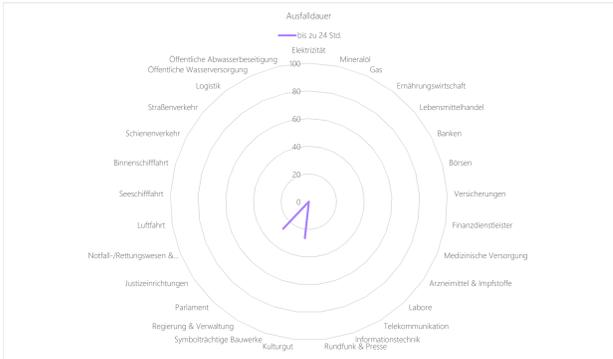 Ausfalldauer
bis zu 24 Std.
Elektrizität
Mineralöl
Gas
Ernährungswirtschaft
Lebensmittelhandel
Banken
Börsen
Versicherungen
Finanzdienstleister
Medizinische Versorgung
Arzneimittel & Impfstoffe
Labore
Telekommunikation
Informationstechnik
Rundfunk & Presse
Kulturgut
Symbolträchtige Bauwerke
Regierung & Verwaltung
Parlament
Justizeinrichtungen
Notfall-/Rettungswesen &...
Luftfahrt
Seeschifffahrt
Binnenschifffahrt
Schienenverkehr
Straßenverkehr
Logistik
Öffentliche Wasserversorgung
Öffentliche Abwasserbeseitigung
100
80
60
40
20
0